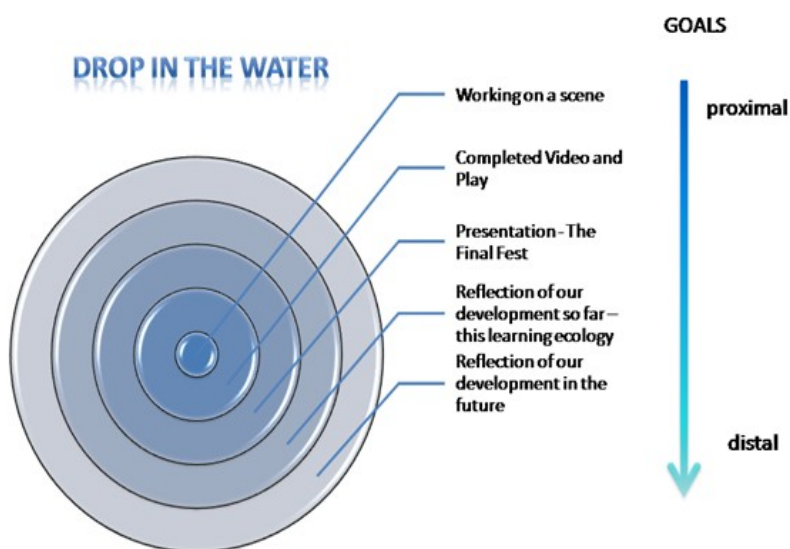 GOALS
DROP IN THE WATER
Working on a scene
proximal
Completed Video and
Play
Presentation - The
Final Fest
Reflection of our
development so far –
this learning ecology
Reflection of our
development in the
future
distal